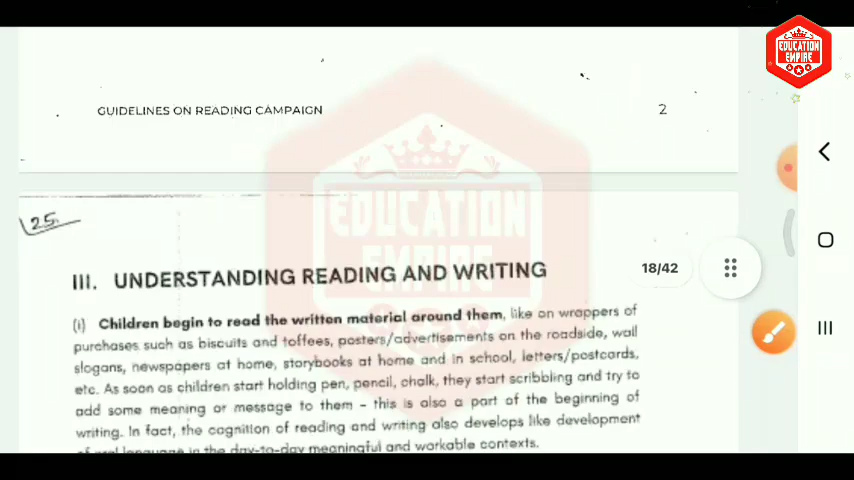 EDUCATION
EMPIRE
GUIDELINES ON READING CAMPAIGN 2
EDUCATION
EMPIRE
25.
III. UNDERSTANDING READING AND WRITING
18/42
(i) Children begin to read the written material around them, like on wrappers of
purchases such as biscuits and toffees, posters/advertisements on the roadside, wall
slogans, newspapers at home, storybooks at home and in school, letters/postcards,
etc. As soon as children start holding pen, pencil, chalk, they start scribbling and try to
add some meaning or message to them – this is also a part of the beginning of
writing. In fact, the cognition of reading and writing also develops like development
of oral language in the day-to-day meaningful and workable contexts.